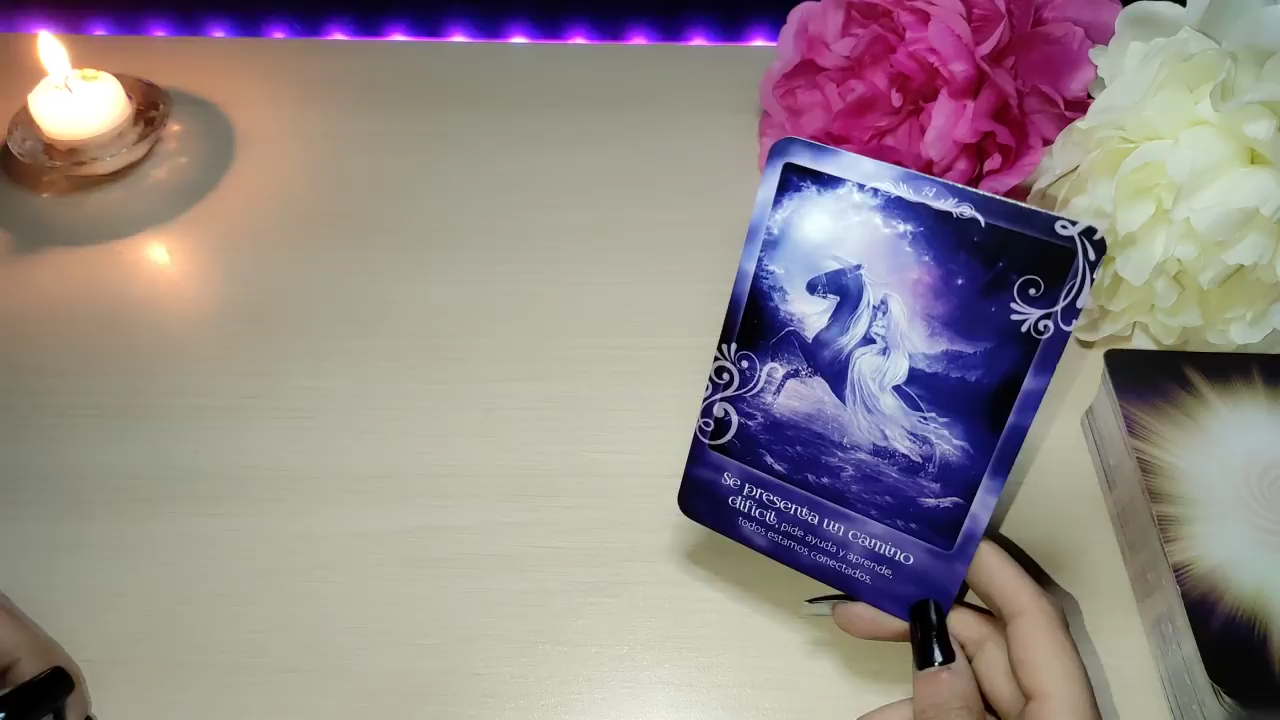 se presenta un camino
difícil, pide ayuda y aprende,
todos estamos conectados.